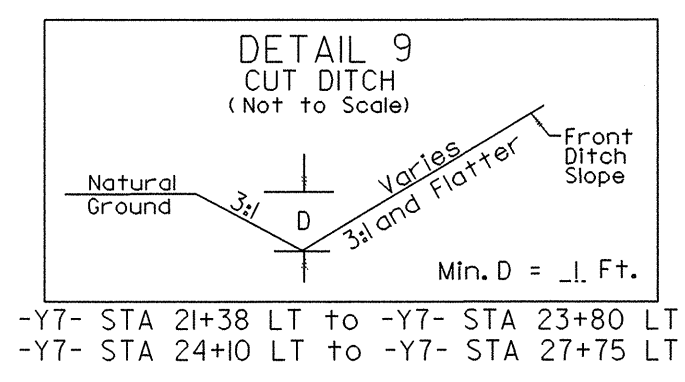 DETAIL 9
CUT DITCH
(Not to Scale)
Natural
Ground
3:1
D
Varies
3:1 and Flatter
Front
Ditch
Slope
Min. D = 1 Ft.
-Y7- STA 21+38 LT to -Y7- STA 23+80 LT
-Y7- STA 24+10 LT to -Y7- STA 27+75 LT